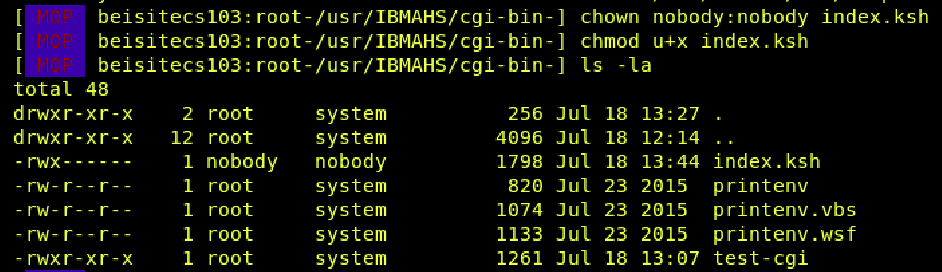 [ MOP beisitecs103:root-/usr/IBMAHS/cgi-bin-] chown nobody:nobody index.ksh
[ MOP beisitecs103:root-/usr/IBMAHS/cgi-bin-] chmod u+x index.ksh
[ MOP beisitecs103:root-/usr/IBMAHS/cgi-bin-] ls -la
total 48
drwxr-xr-x 2 root system 256 Jul 18 13:27 .
drwxr-xr-x 12 root system 4096 Jul 18 12:14 ..
-rwx------ 1 nobody nobody 1798 Jul 18 13:44 index.ksh
-rw-r--r-- 1 root system 820 Jul 23 2015 printenv
-rw-r--r-- 1 root system 1074 Jul 23 2015 printenv.vbs
-rw-r--r-- 1 root system 1133 Jul 23 2015 printenv.wsf
-rwxr-xr-x 1 root system 1261 Jul 18 13:07 test-cgi